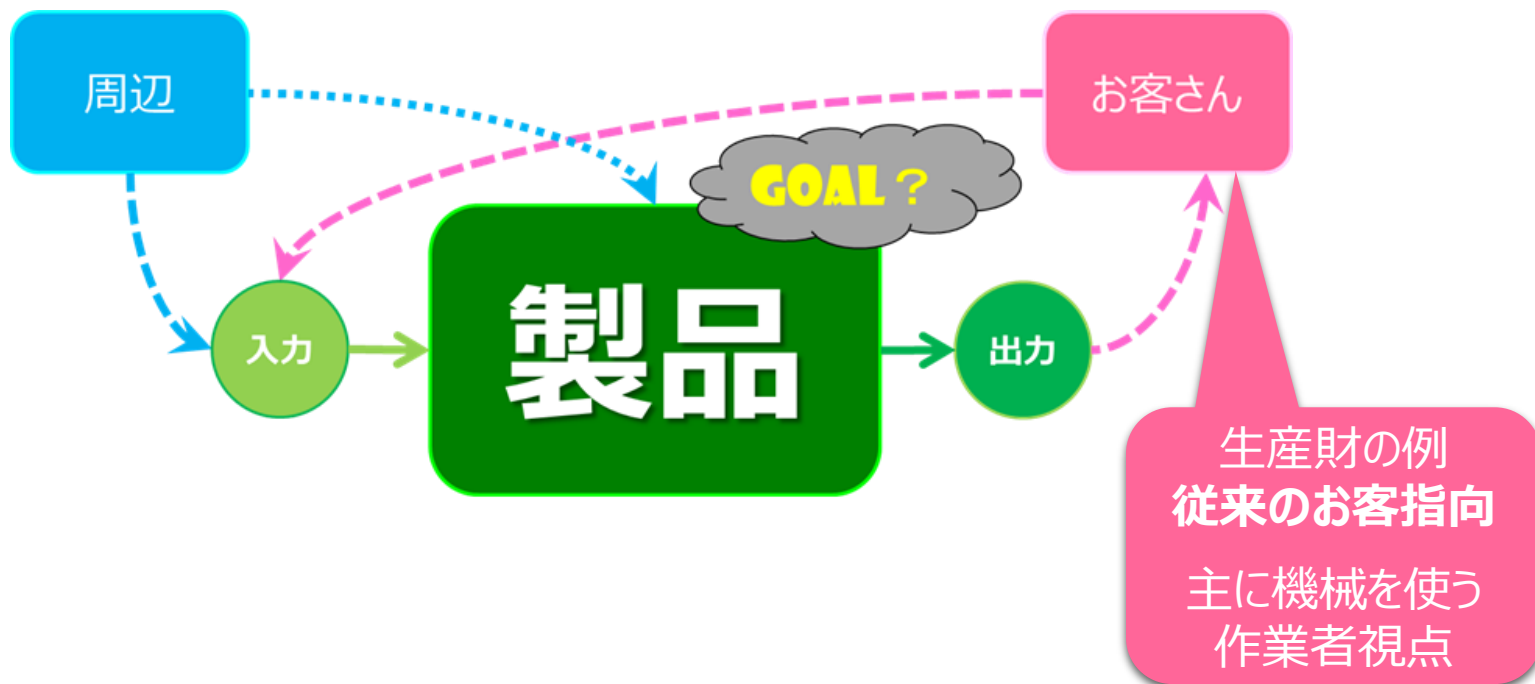 周辺
お客さん
GOAL？
入力
製品
出力
生産財の例
従来のお客指向
主に機械を使う
作業者視点